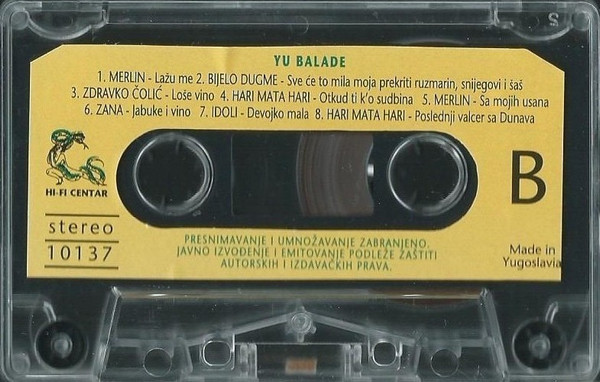 YU BALADE
1. MERLIN - Lažu me 2. BIJELO DUGME - Sve će to mila moja prekriti ruzmarin, snijegovi i šaš
3. ZDRAVKO ČOLIĆ - Loše vino 4. HARI MATA HARI - Otkud ti k'o sudbina 5. MERLIN - Sa mojih usana
6. ZANA - Jabuke i vino 7. IDOLI - Devojko mala 8. HARI MATA HARI - Poslednji valcer sa Dunava
HI-FI CENTAR
stereo
10137
B
PRESNIMAVANJE I UMNOŽAVANJE ZABRANJENO.
JAVNO IZVOĐENJE I EMITOVANJE PODLEŽE ZAŠTITI
AUTORSKIH I IZDAVAČKIH PRAVA.
Made in
Yugoslavia
B